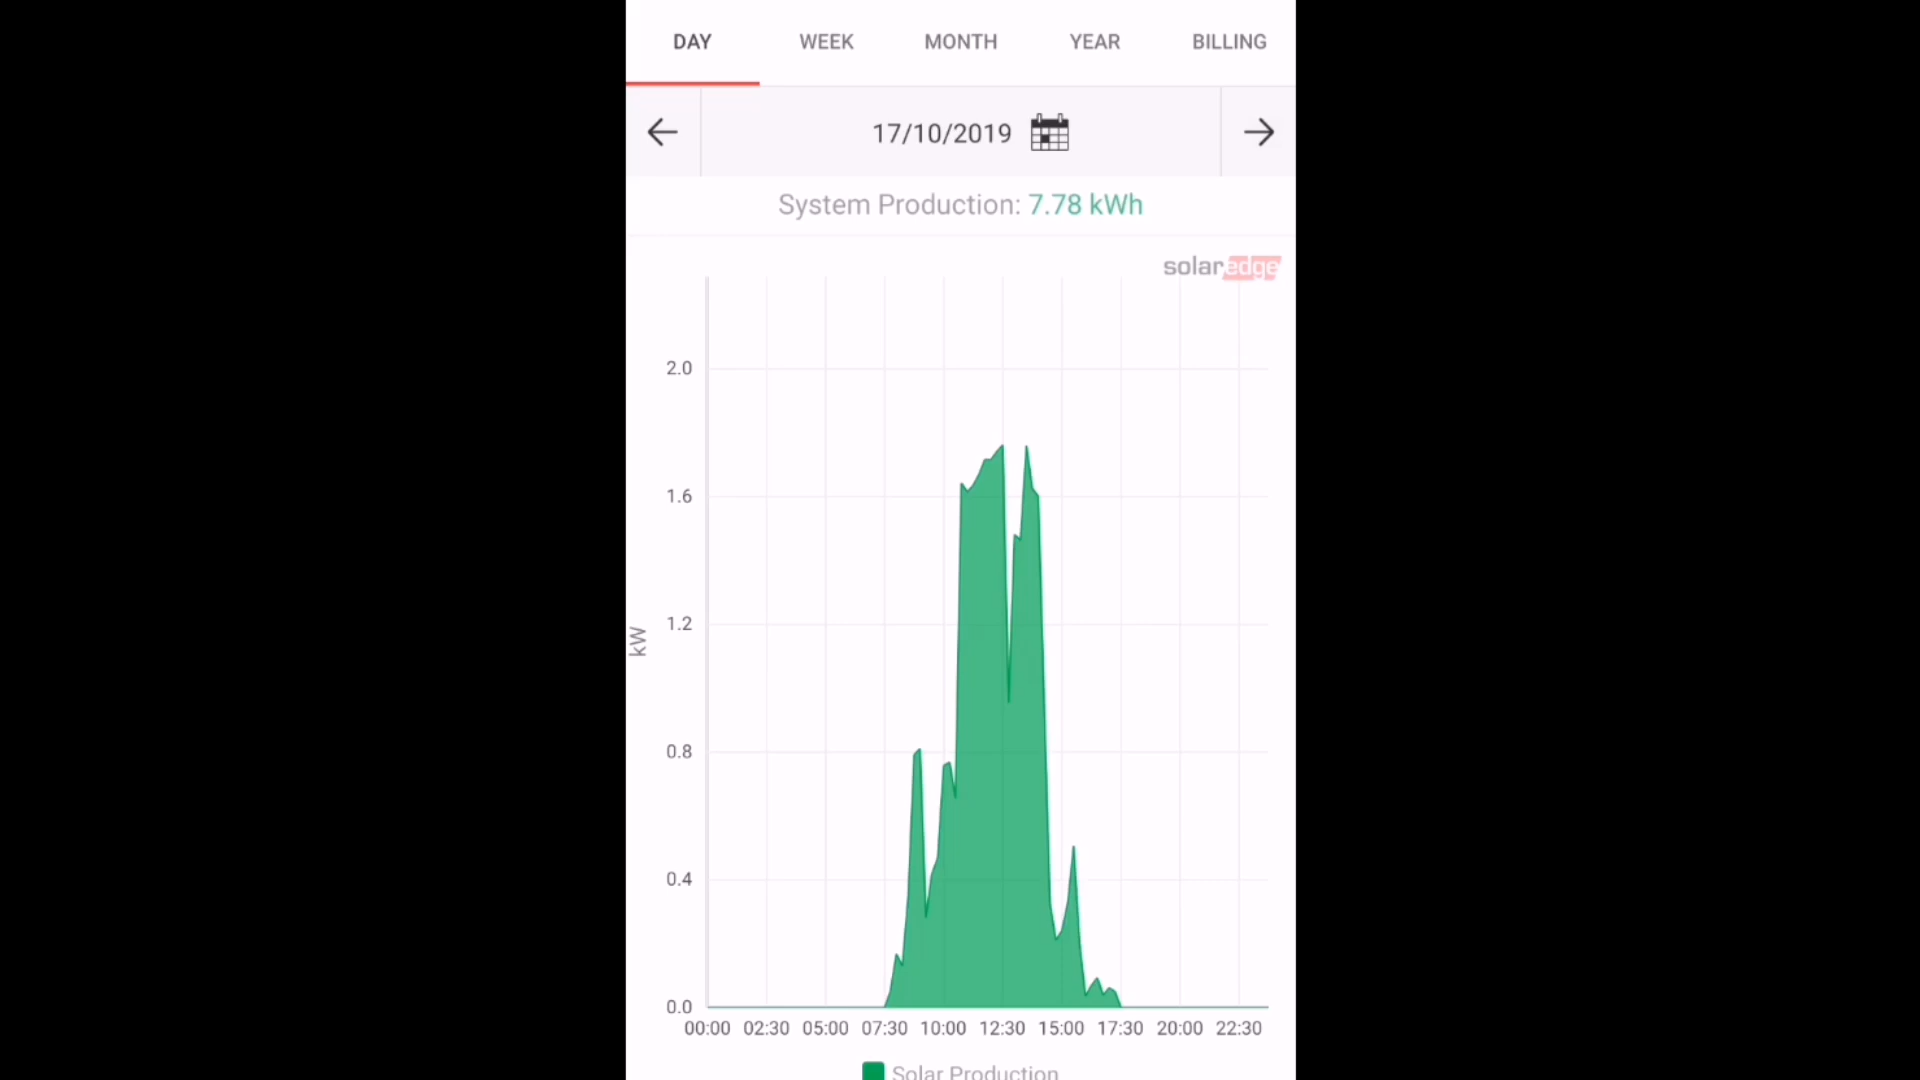 DAY WEEK MONTH YEAR BILLING
17/10/2019
System Production: 7.78 kWh
solaredge
2.0
1.6
1.2
kW
0.8
0.4
0.0
00:00 02:30 05:00 07:30 10:00 12:30 15:00 17:30 20:00 22:30
Solar Production